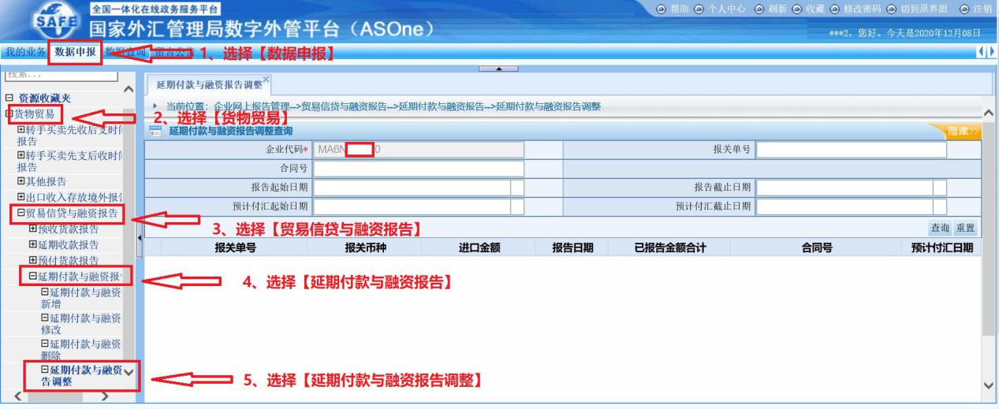 SAFE
全国一体化在线政务服务平台
国家外汇管理局数字外管平台（ASOne）
帮助 个人中心 刷新 收藏 修改密码 切到原界面 注销
***2，您好。今天是2020年12月08日
我的业务 数据申报 数据查询
1、选择【数据申报】
搜索...
延期付款与融资报告调整
资源收藏夹
当前位置：企业网上报告管理-->贸易信贷与融资报告-->延期付款与融资报告-->延期付款与融资报告调整
货物贸易
2、选择【货物贸易】
延期付款与融资报告调整查询
隐藏>>
转手买卖先收后支时间
报告
转手买卖先支后收时间
报告
其他报告
出口收入存放境外报告
贸易信贷与融资报告
预收货款报告
延期收款报告
预付货款报告
延期付款与融资报告
延期付款与融资
新增
延期付款与融资
修改
延期付款与融资
删除
延期付款与融资
告调整
企业代码* MA6N 0
报关单号
合同号
报告起始日期
报告截止日期
预计付汇起始日期
预计付汇截止日期
3、选择【贸易信贷与融资报告】
查询 重置
报关单号 报关币种 进口金额 报告日期 已报告金额合计 合同号 预计付汇日期
4、选择【延期付款与融资报告】
5、选择【延期付款与融资报告调整】